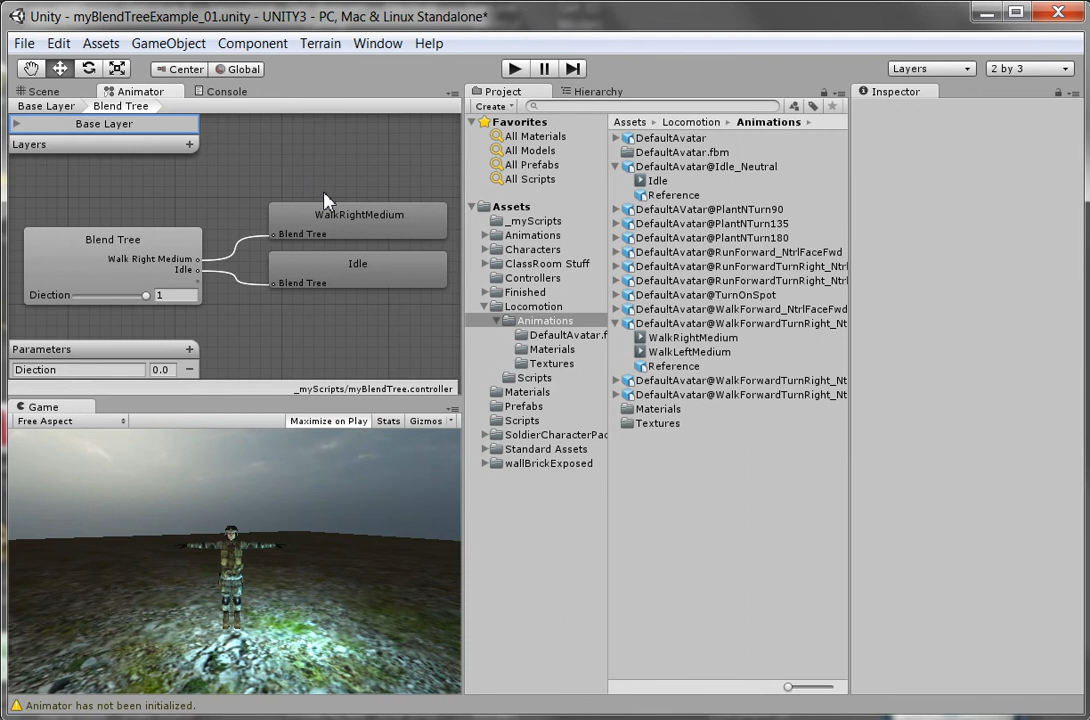 Unity - myBlendTreeExample_01.unity - UNITY3 - PC, Mac & Linux Standalone*
File Edit Assets GameObject Component Terrain Window Help
Center Global
Layers 2 by 3
Scene Animator Console
Base Layer Blend Tree
Base Layer
Layers +
WalkRightMedium
Blend Tree
Blend Tree
Walk Right Medium
Idle
Diection 1
Idle
Blend Tree
Parameters +
Diection 0.0
_myScripts/myBlendTree.controller
Game
Free Aspect Maximize on Play Stats Gizmos
Animator has not been initialized.
Project Hierarchy
Create
Favorites
All Materials
All Models
All Prefabs
All Scripts
Assets
_myScripts
Animations
Characters
ClassRoom Stuff
Controllers
Finished
Locomotion
Animations
DefaultAvatar.f
Materials
Textures
Scripts
Materials
Prefabs
Scripts
SoldierCharacterPac
Standard Assets
wallBrickExposed
Assets Locomotion Animations
DefaultAvatar
DefaultAvatar.fbm
DefaultAvatar@Idle_Neutral
Idle
Reference
DefaultAvatar@PlantNTurn90
DefaultAvatar@PlantNTurn135
DefaultAvatar@PlantNTurn180
DefaultAvatar@RunForward_NtrlFaceFwd
DefaultAvatar@RunForwardTurnRight_Ntrl
DefaultAvatar@RunForwardTurnRight_Ntrl
DefaultAvatar@TurnOnSpot
DefaultAvatar@WalkForward_NtrlFaceFwd
DefaultAvatar@WalkForwardTurnRight_Nt
WalkRightMedium
WalkLeftMedium
Reference
DefaultAvatar@WalkForwardTurnRight_Nt
DefaultAvatar@WalkForwardTurnRight_Nt
Materials
Textures
Inspector